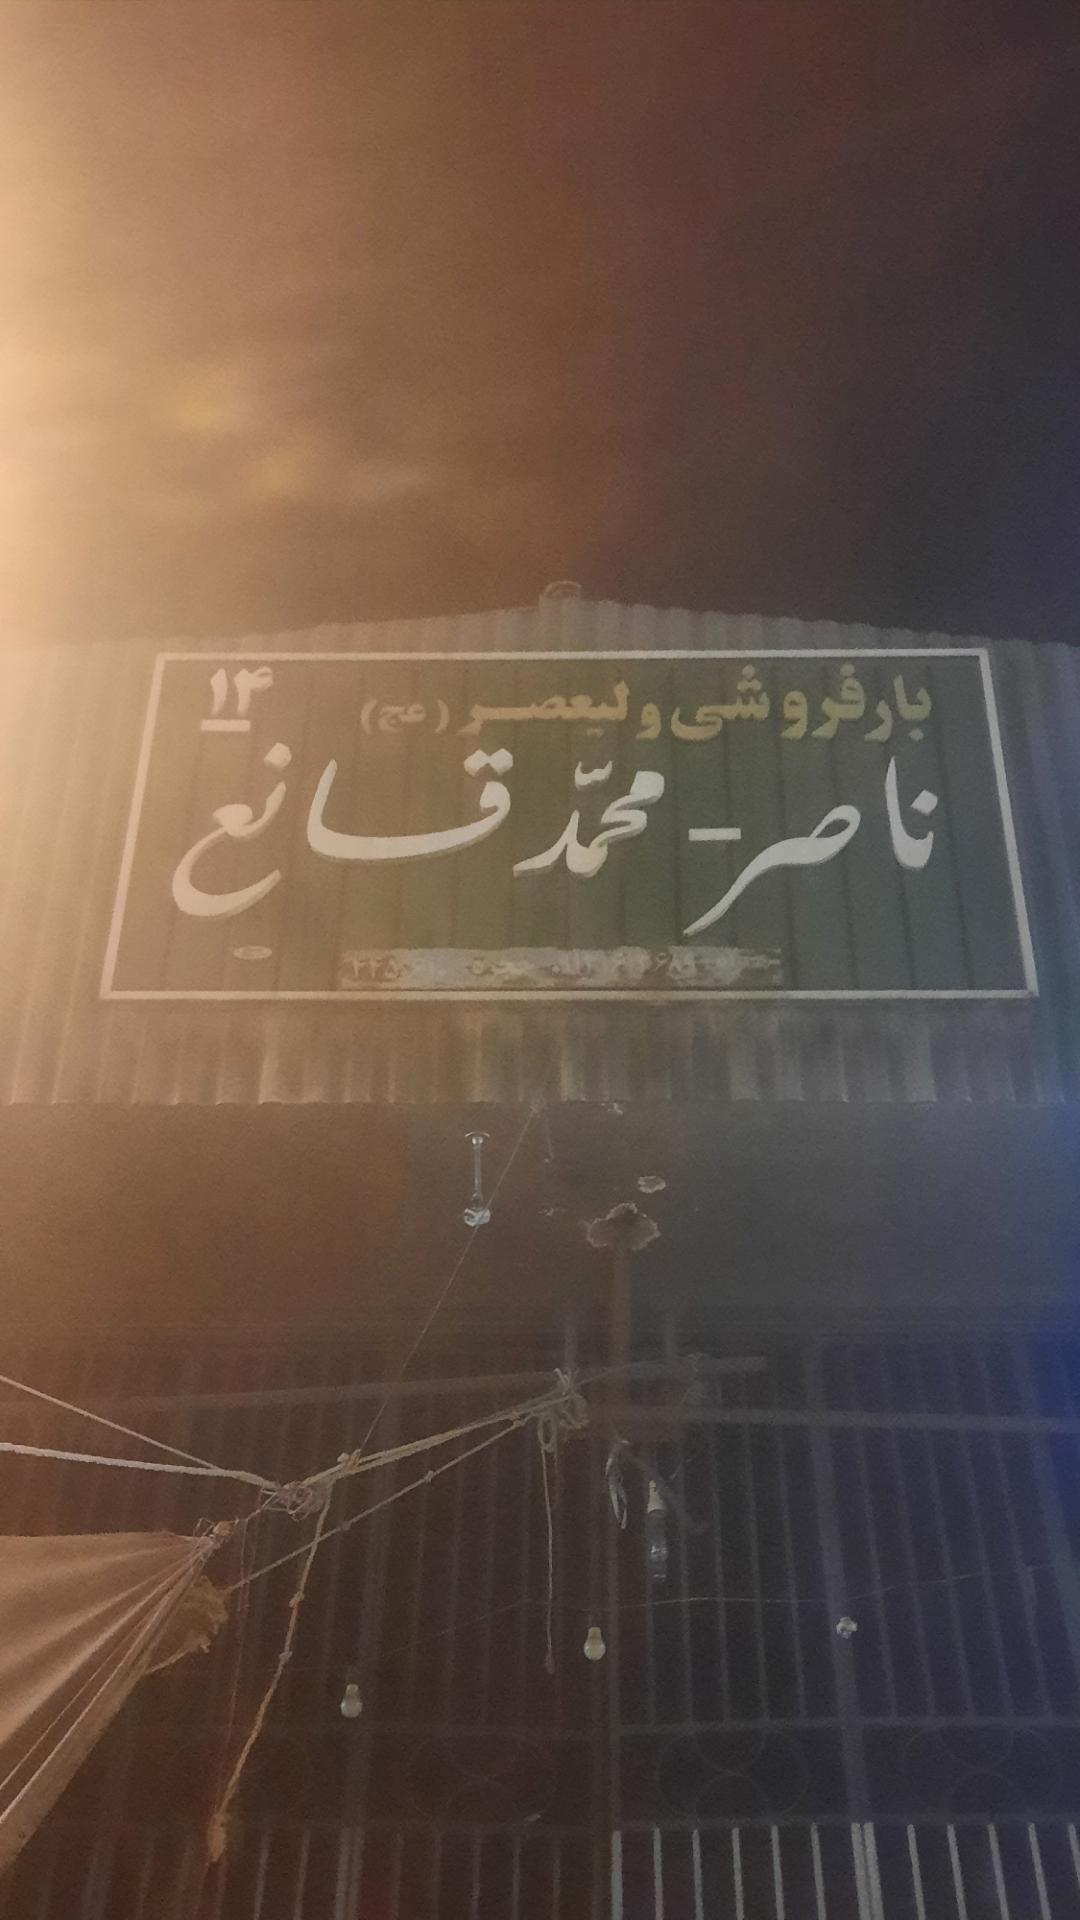 بارفروشی ولیعصر (عج) ۱۴
ناصر - محمّد قانع